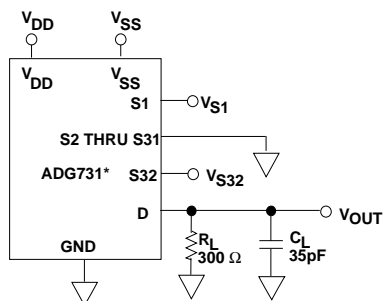 VDD VSS
VDD VSS
S1 VS1
S2 THRU S31
ADG731* S32 VS32
D VOUT
GND RL CL
300 Ω 35pF